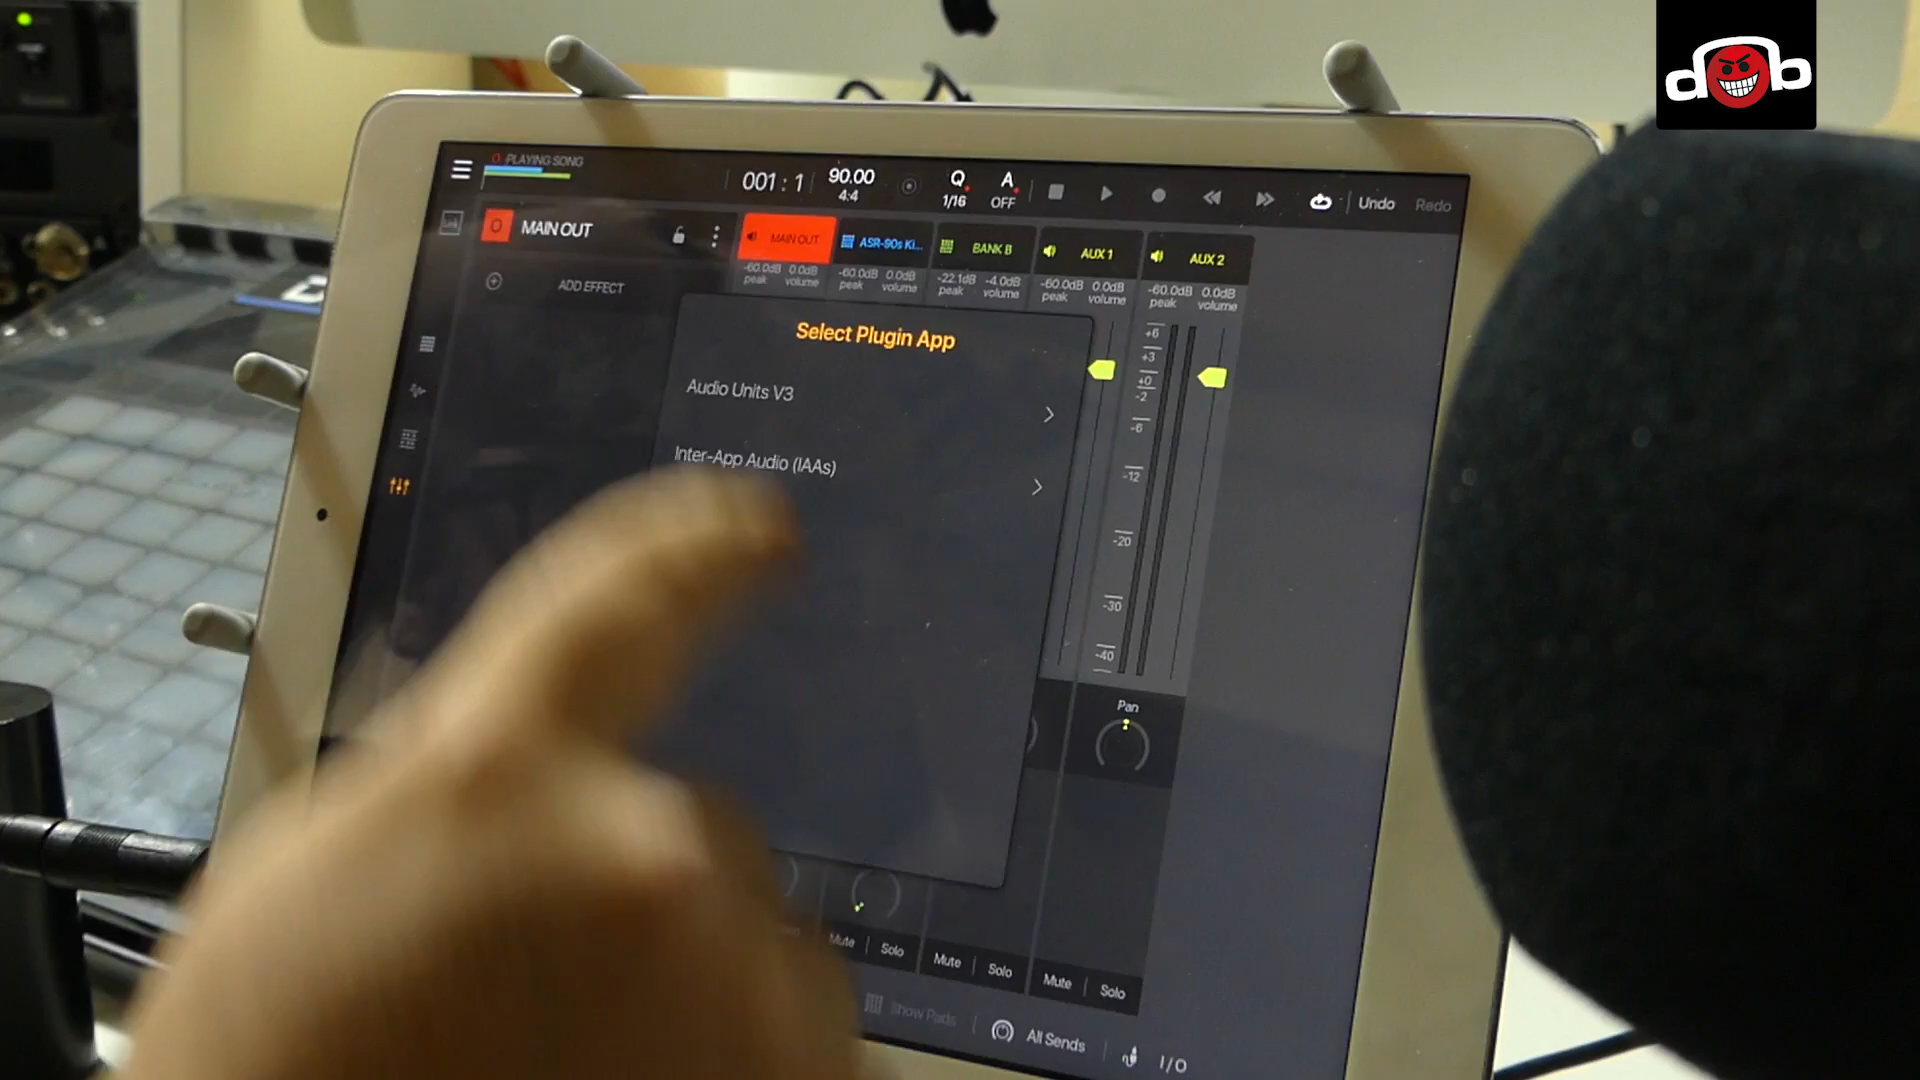 dOb
PLAYING SONG
001 : 1
90.00
4:4
Q
1/16
A
OFF
Undo
Redo
Link
O
MAIN OUT
MAIN OUT
ASR-90s Ki...
BANK B
AUX 1
AUX 2
-60.0dB 0.0dB
peak volume
-60.0dB 0.0dB
peak volume
-22.1dB -4.0dB
peak volume
-60.0dB 0.0dB
peak volume
-60.0dB 0.0dB
peak volume
ADD EFFECT
Select Plugin App
Audio Units V3
Inter-App Audio (IAAs)
+6
+3
+0
-2
-6
-12
-20
-30
-40
Pan
Mute Solo
Mute Solo
Mute Solo
Show Pads
All Sends
I/O